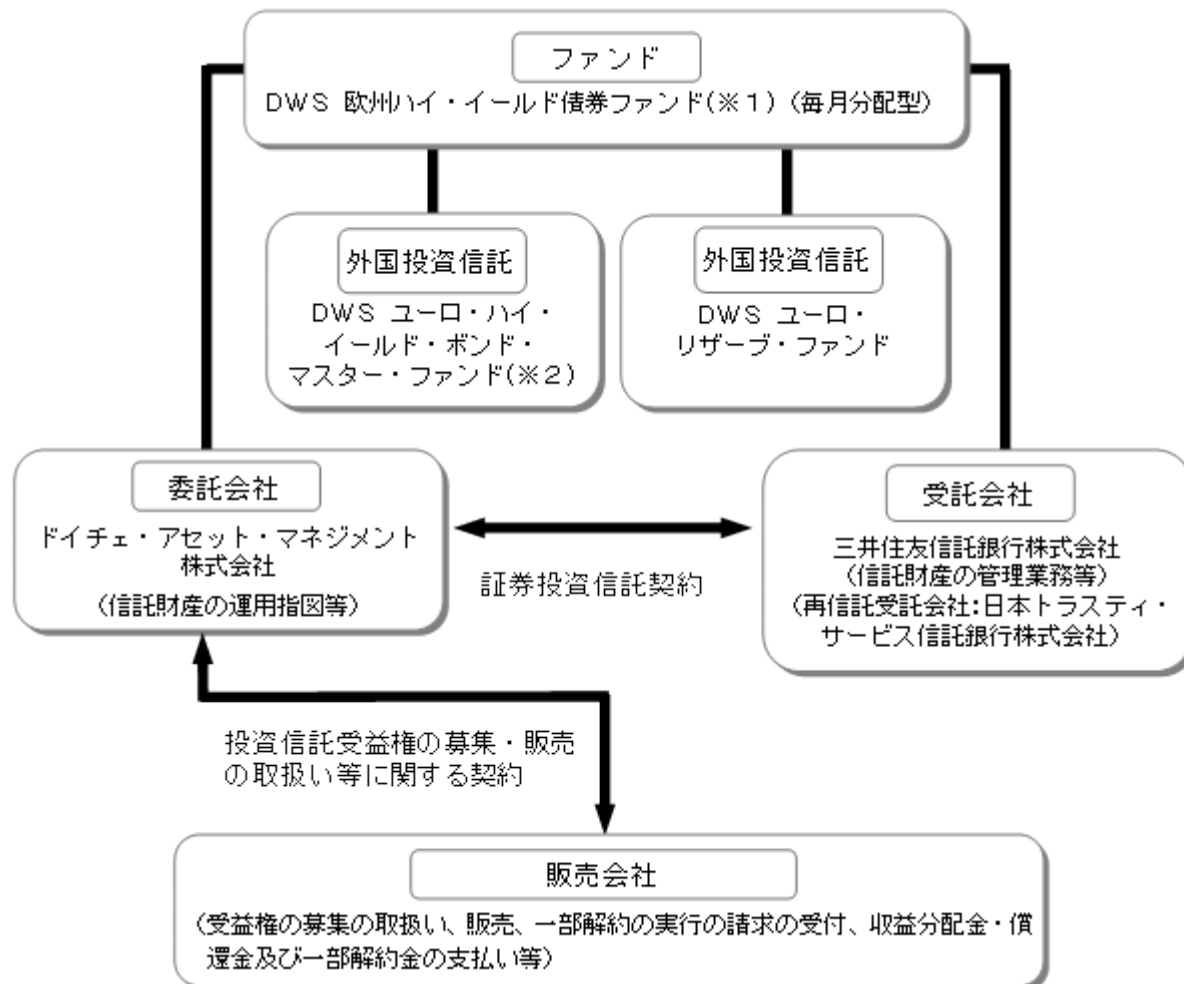 ファンド
DWS 欧州ハイ・イールド債券ファンド(※1)(毎月分配型)
外国投資信託
DWS ユーロ・ハイ・
イールド・ボンド・
マスター・ファンド(※2)
外国投資信託
DWS ユーロ・
リザーブ・ファンド
委託会社
ドイチェ・アセット・マネジメント
株式会社
(信託財産の運用指図等)
証券投資信託契約
受託会社
三井住友信託銀行株式会社
(信託財産の管理業務等)
(再信託受託会社:日本トラスティ・
サービス信託銀行株式会社)
投資信託受益権の募集・販売
の取扱い等に関する契約
販売会社
(受益権の募集の取扱い、販売、一部解約の実行の請求の受付、収益分配金・償
還金及び一部解約金の支払い等)